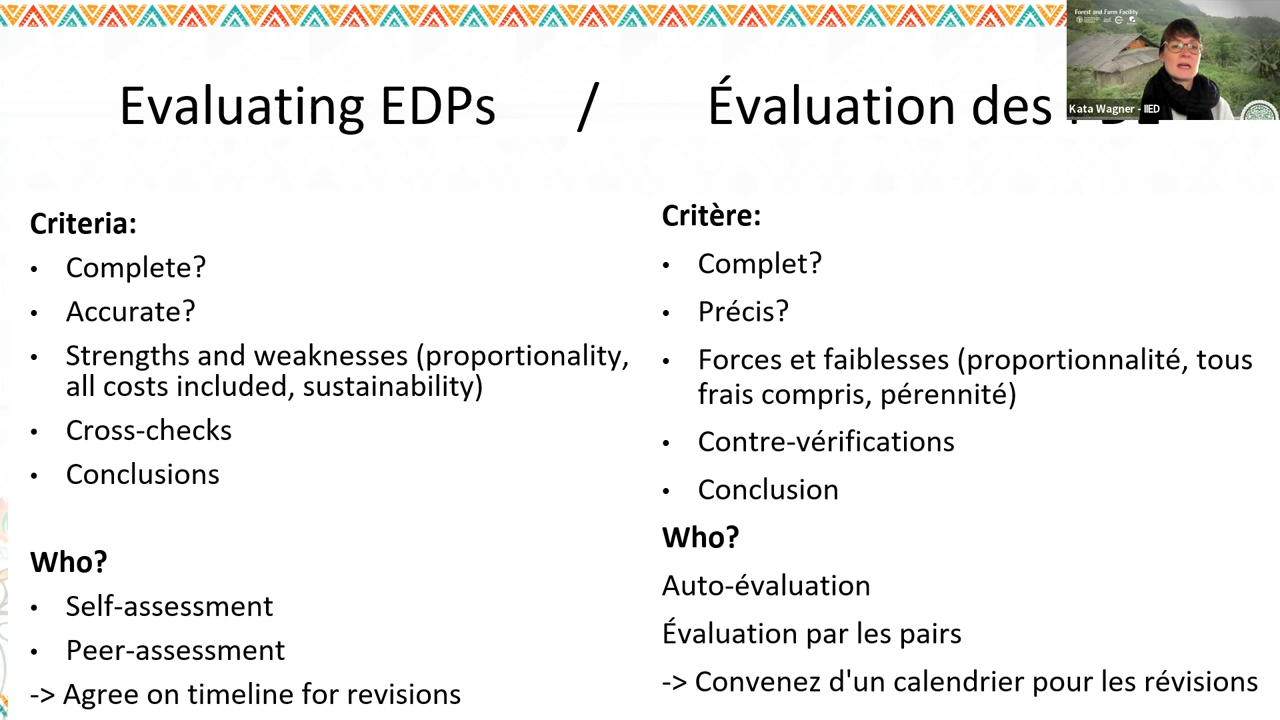 Evaluating EDPs / Évaluation des
Forest and Farm Facility
Kata Wagner - IIED
Criteria:
• Complete?
• Accurate?
• Strengths and weaknesses (proportionality,
all costs included, sustainability)
• Cross-checks
• Conclusions
Who?
• Self-assessment
• Peer-assessment
-> Agree on timeline for revisions
Critère:
• Complet?
• Précis?
• Forces et faiblesses (proportionnalité, tous
frais compris, pérennité)
• Contre-vérifications
• Conclusion
Who?
Auto-évaluation
Évaluation par les pairs
-> Convenez d'un calendrier pour les révisions